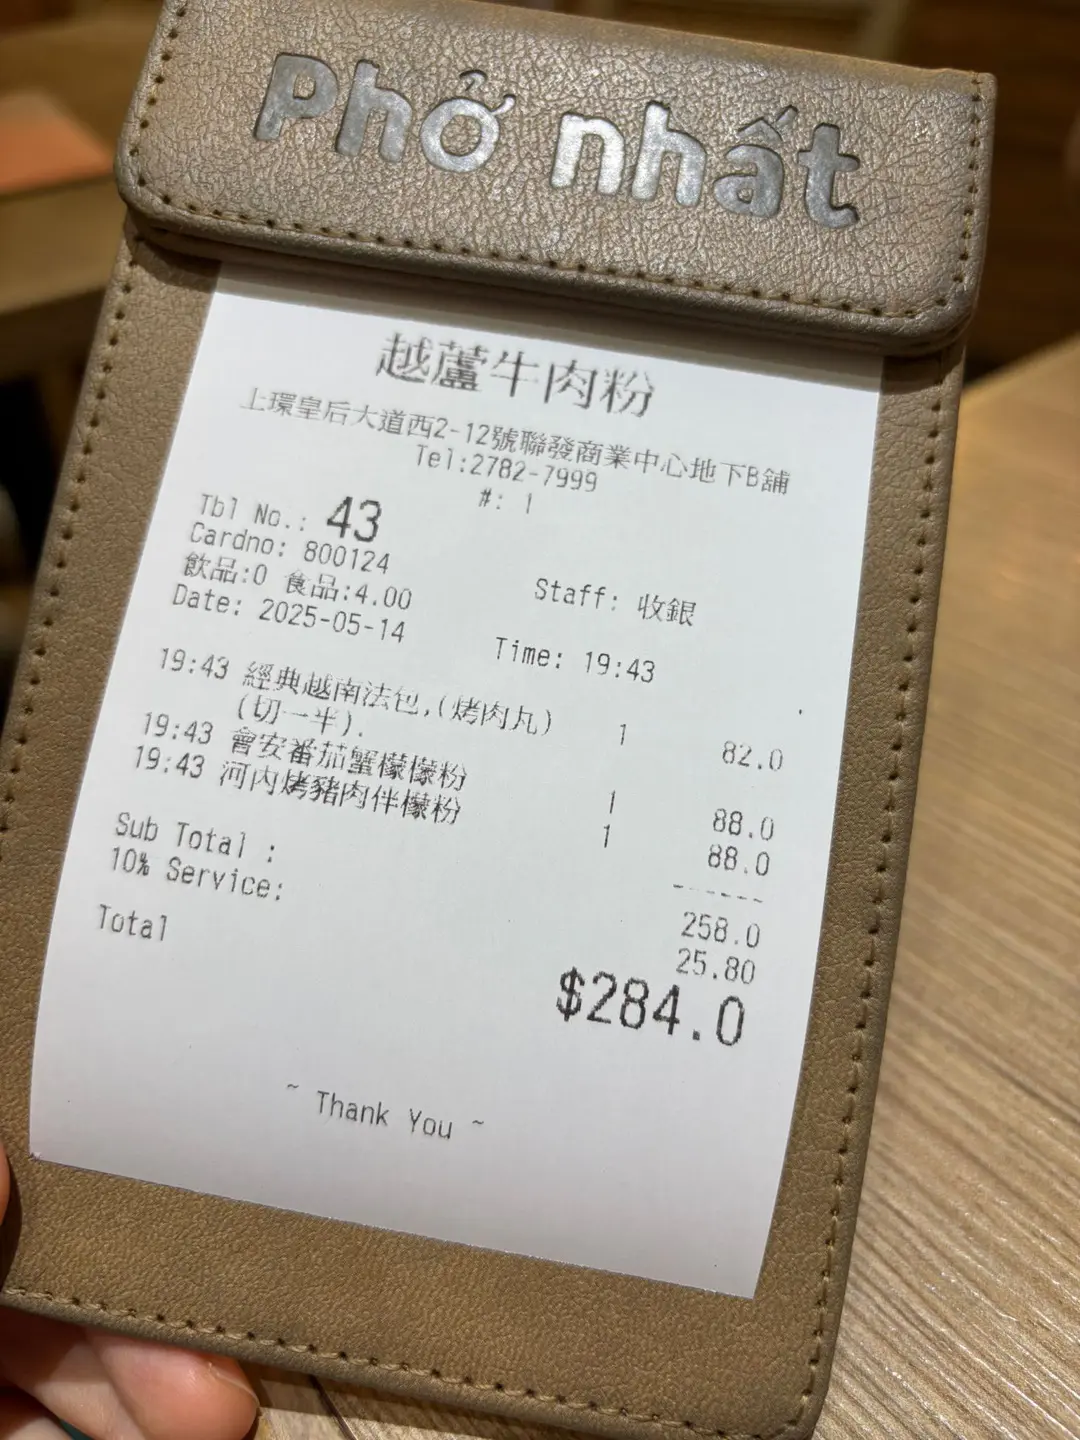 Phở nhất
越蘆牛肉粉
上環皇后大道西2-12號聯發商業中心地下B舖
Tel:2782-7999
#: 1
Tbl No.: 43
Cardno: 800124
飲品:0 食品:4.00 Staff: 收銀
Date: 2025-05-14 Time: 19:43
19:43 經典越南法包,(烤肉丸) 1 82.0
(切一半).
19:43 會安番茄蟹檬檬粉 1 88.0
19:43 河內烤豬肉伴檬粉 1 88.0
------
Sub Total : 258.0
10% Service: 25.80
Total $284.0
~ Thank You ~